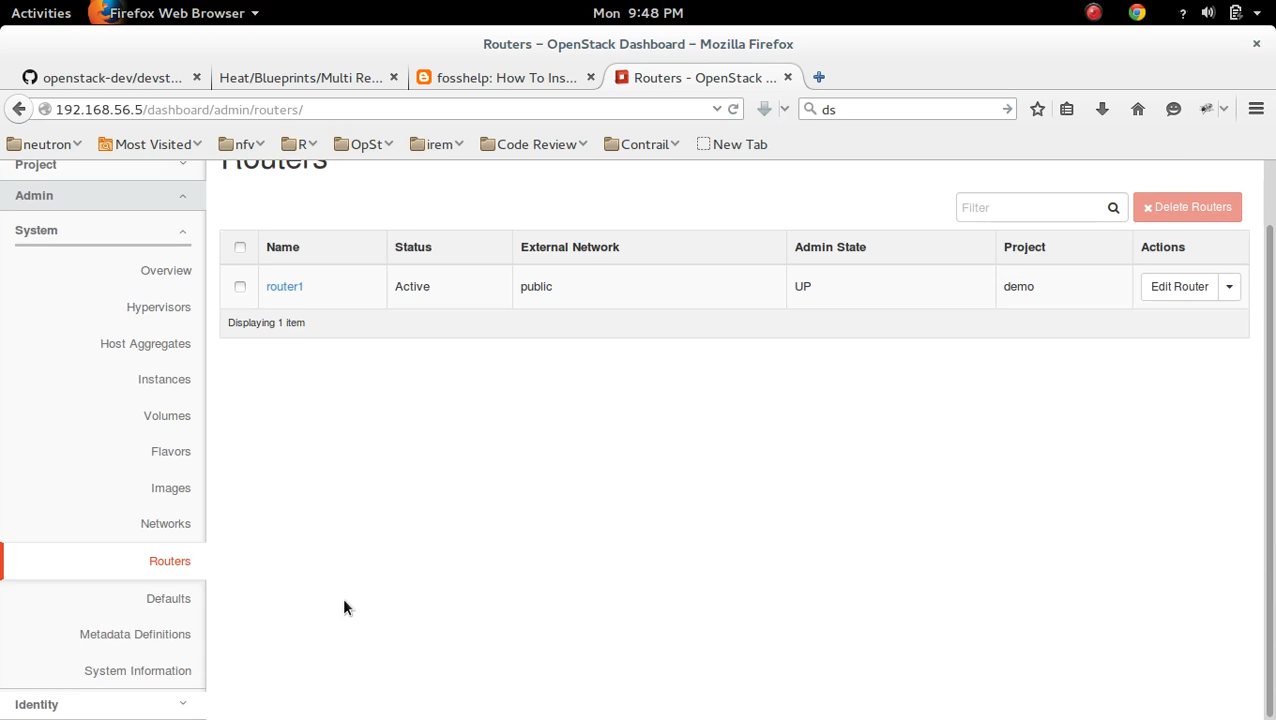 Activities Firefox Web Browser Mon 9:48 PM ?
Routers – OpenStack Dashboard – Mozilla Firefox
openstack-dev/devst... Heat/Blueprints/Multi Re... fosshelp: How To Ins... Routers - OpenStack ...
192.168.56.5/dashboard/admin/routers/ ds
neutron Most Visited nfv R OpSt irem Code Review Contrail New Tab
Project
Routers
Admin
Filter Delete Routers
System
Name Status External Network Admin State Project Actions
Overview
router1 Active public UP demo Edit Router
Hypervisors
Displaying 1 item
Host Aggregates
Instances
Volumes
Flavors
Images
Networks
Routers
Defaults
Metadata Definitions
System Information
Identity